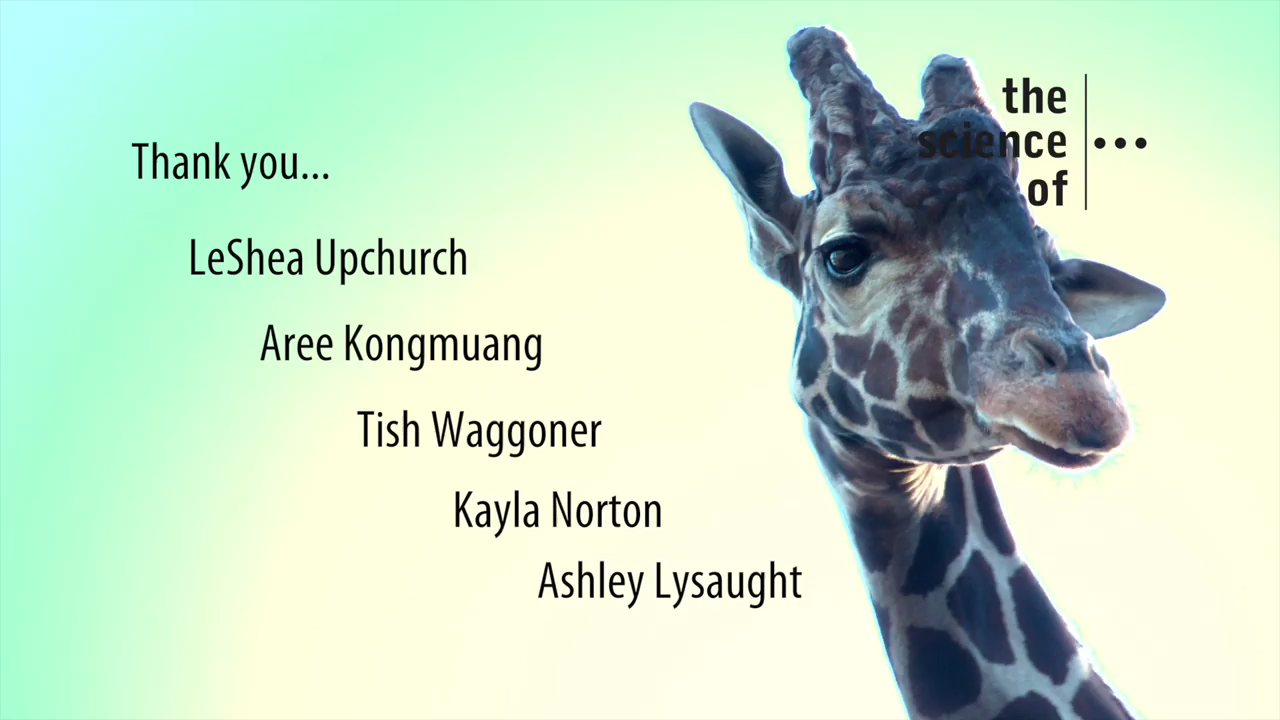 Thank you...
LeShea Upchurch
Aree Kongmuang
Tish Waggoner
Kayla Norton
Ashley Lysaught
the
science
of
...